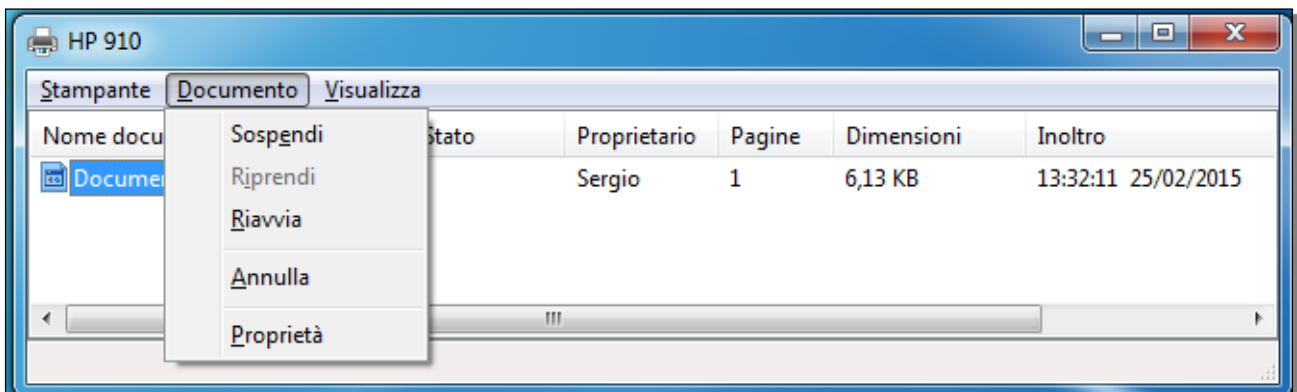 HP 910
Stampante Documento Visualizza
Nome docu Stato Proprietario Pagine Dimensioni Inoltro
Docume Sergio 1 6,13 KB 13:32:11 25/02/2015
Sospendi
Riprendi
Riavvia
Annulla
Proprietà